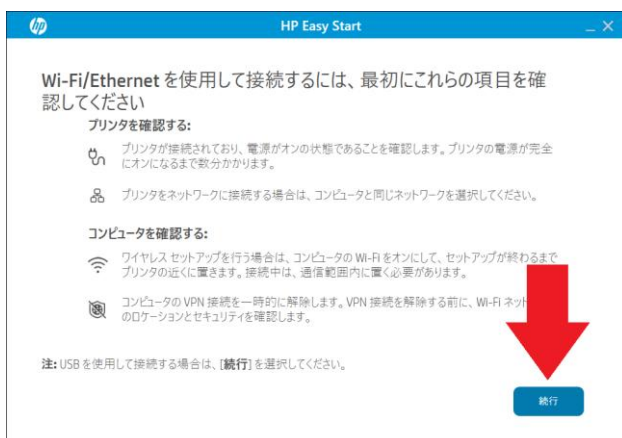 hp
HP Easy Start
Wi-Fi/Ethernet を使用して接続するには、最初にこれらの項目を確
認してください
プリンタを確認する:
プリンタが接続されており、電源がオンの状態であることを確認します。プリンタの電源が完全
にオンになるまで数分かかります。
プリンタをネットワークに接続する場合は、コンピュータと同じネットワークを選択してください。
コンピュータを確認する:
ワイヤレス セットアップを行う場合は、コンピュータの Wi-Fi をオンにして、セットアップが終わるまで
プリンタの近くに置きます。接続中は、通信範囲内に置く必要があります。
コンピュータの VPN 接続を一時的に解除します。VPN 接続を解除する前に、Wi-Fi ネット
のロケーションとセキュリティを確認します。
注: USB を使用して接続する場合は、[続行] を選択してください。
続行